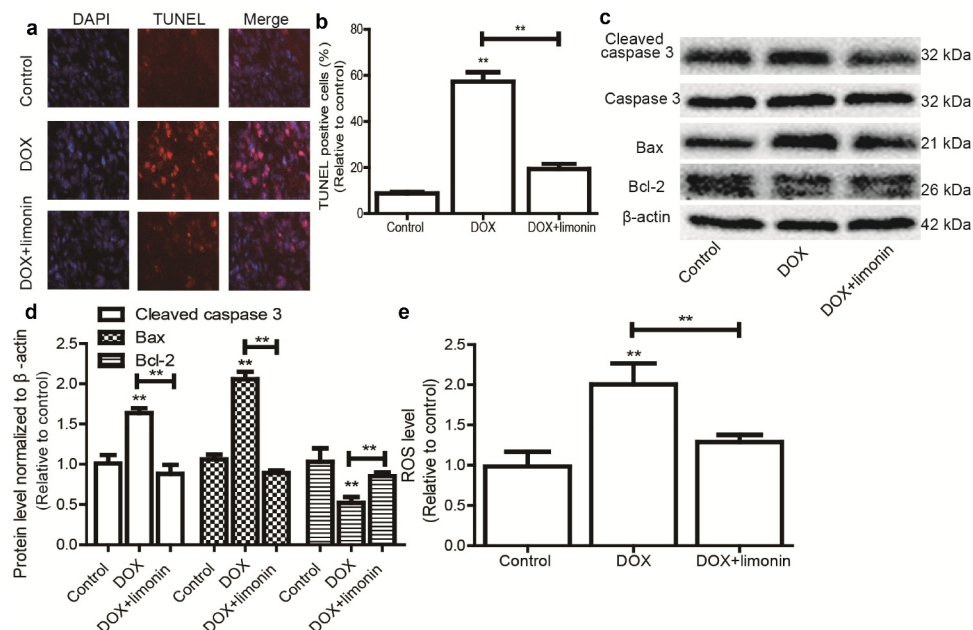 a
DAPI TUNEL Merge
Control
DOX
DOX+limonin
b
TUNEL positive cells (%)
(Relative to control)
80
60
40
20
0
**
**
Control DOX DOX+limonin
c
Cleaved
caspase 3
32 kDa
Caspase 3
32 kDa
Bax
21 kDa
Bcl-2
26 kDa
β-actin
42 kDa
Control DOX DOX+limonin
d
Cleaved caspase 3
Bax
Bcl-2
Protein level normalized to β -actin
(Relative to control)
2.5
2.0
1.5
1.0
0.5
0.0
**
**
**
**
**
**
Control DOX DOX+limonin Control DOX DOX+limonin Control DOX DOX+limonin
e
ROS level
(Relative to control)
2.5
2.0
1.5
1.0
0.5
0.0
**
**
Control DOX DOX+limonin